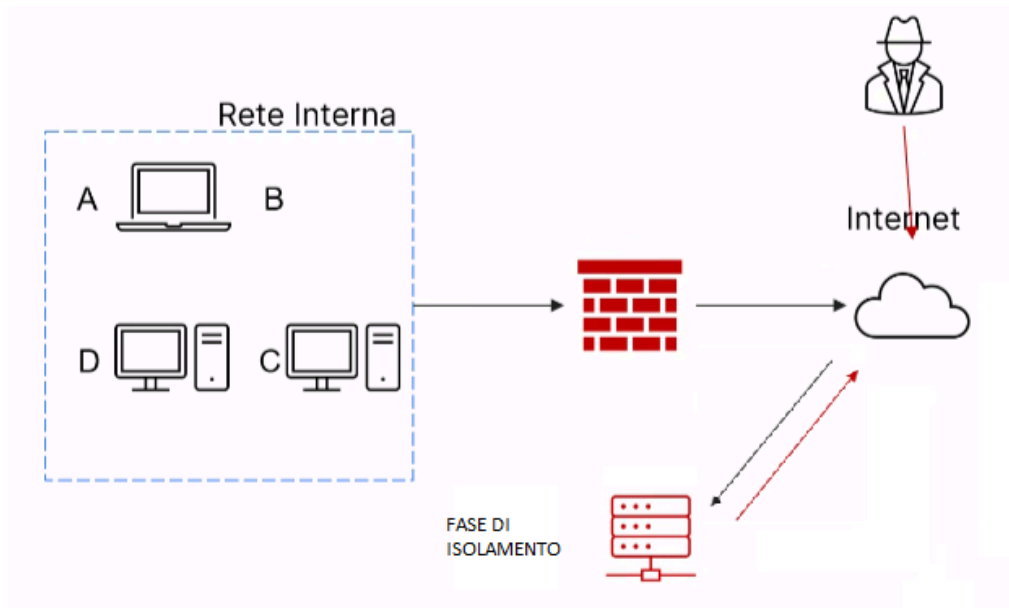 Rete Interna
A
B
Internet
D
C
FASE DI
ISOLAMENTO